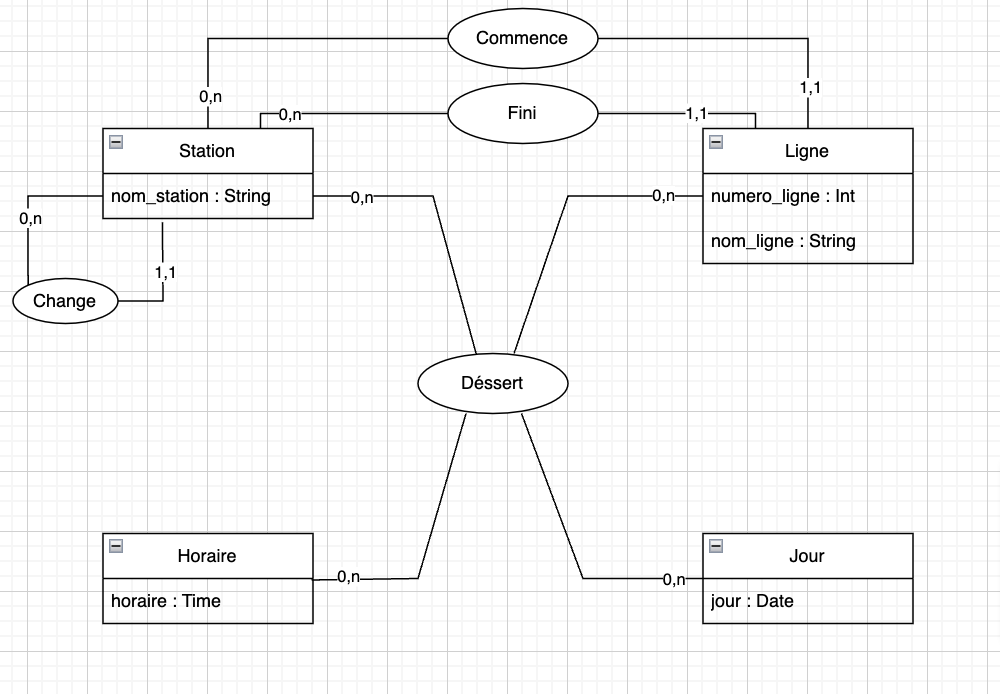 Commence
0,n
1,1
Fini
0,n
1,1
Station
nom_station : String
Ligne
numero_ligne : Int
nom_ligne : String
0,n
0,n
0,n
1,1
Change
Déssert
Horaire
horaire : Time
Jour
jour : Date
0,n
0,n